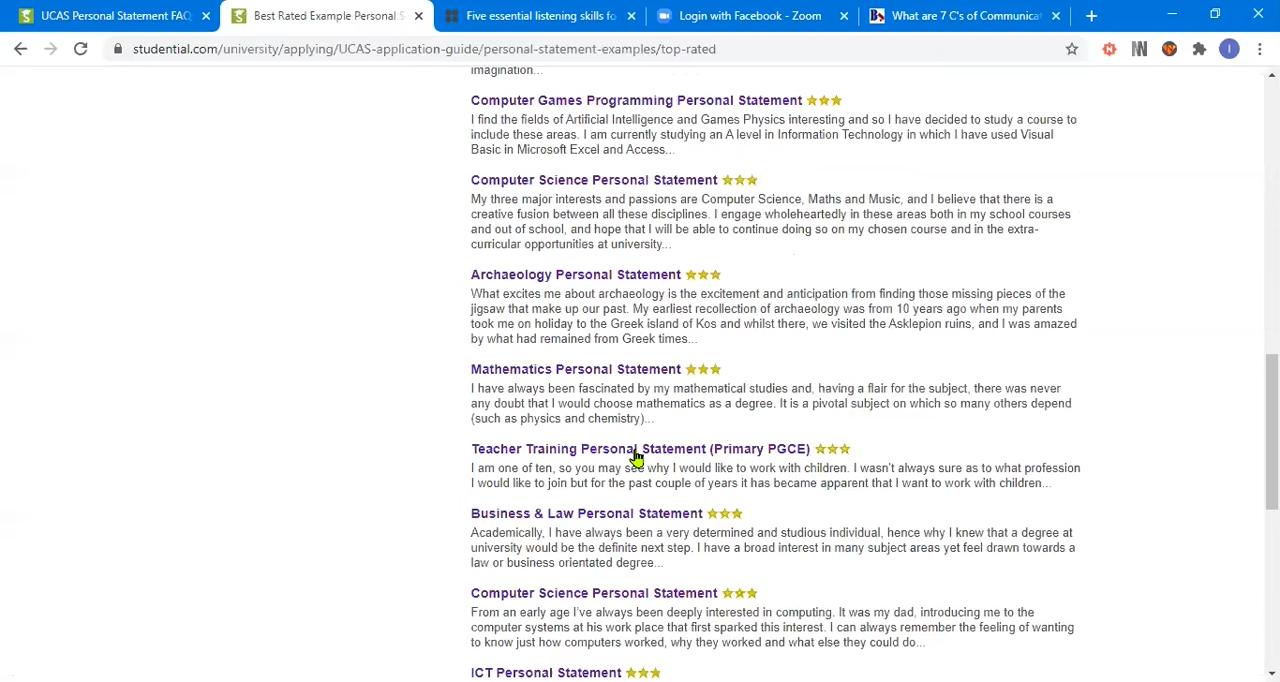 UCAS Personal Statement FAQ
Best Rated Example Personal S
Five essential listening skills fo
Login with Facebook - Zoom
What are 7 C's of Communicat
studential.com/university/applying/UCAS-application-guide/personal-statement-examples/top-rated
imagination...
Computer Games Programming Personal Statement
I find the fields of Artificial Intelligence and Games Physics interesting and so I have decided to study a course to
include these areas. I am currently studying an A level in Information Technology in which I have used Visual
Basic in Microsoft Excel and Access...
Computer Science Personal Statement
My three major interests and passions are Computer Science, Maths and Music, and I believe that there is a
creative fusion between all these disciplines. I engage wholeheartedly in these areas both in my school courses
and out of school, and hope that I will be able to continue doing so on my chosen course and in the extra-
curricular opportunities at university...
Archaeology Personal Statement
What excites me about archaeology is the excitement and anticipation from finding those missing pieces of the
jigsaw that make up our past. My earliest recollection of archaeology was from 10 years ago when my parents
took me on holiday to the Greek island of Kos and whilst there, we visited the Asklepion ruins, and I was amazed
by what had remained from Greek times...
Mathematics Personal Statement
I have always been fascinated by my mathematical studies and, having a flair for the subject, there was never
any doubt that I would choose mathematics as a degree. It is a pivotal subject on which so many others depend
(such as physics and chemistry)...
Teacher Training Personal Statement (Primary PGCE)
I am one of ten, so you may see why I would like to work with children. I wasn't always sure as to what profession
I would like to join but for the past couple of years it has became apparent that I want to work with children...
Business & Law Personal Statement
Academically, I have always been a very determined and studious individual, hence why I knew that a degree at
university would be the definite next step. I have a broad interest in many subject areas yet feel drawn towards a
law or business orientated degree...
Computer Science Personal Statement
From an early age I've always been deeply interested in computing. It was my dad, introducing me to the
computer systems at his work place that first sparked this interest. I can always remember the feeling of wanting
to know just how computers worked, why they worked and what else they could do...
ICT Personal Statement